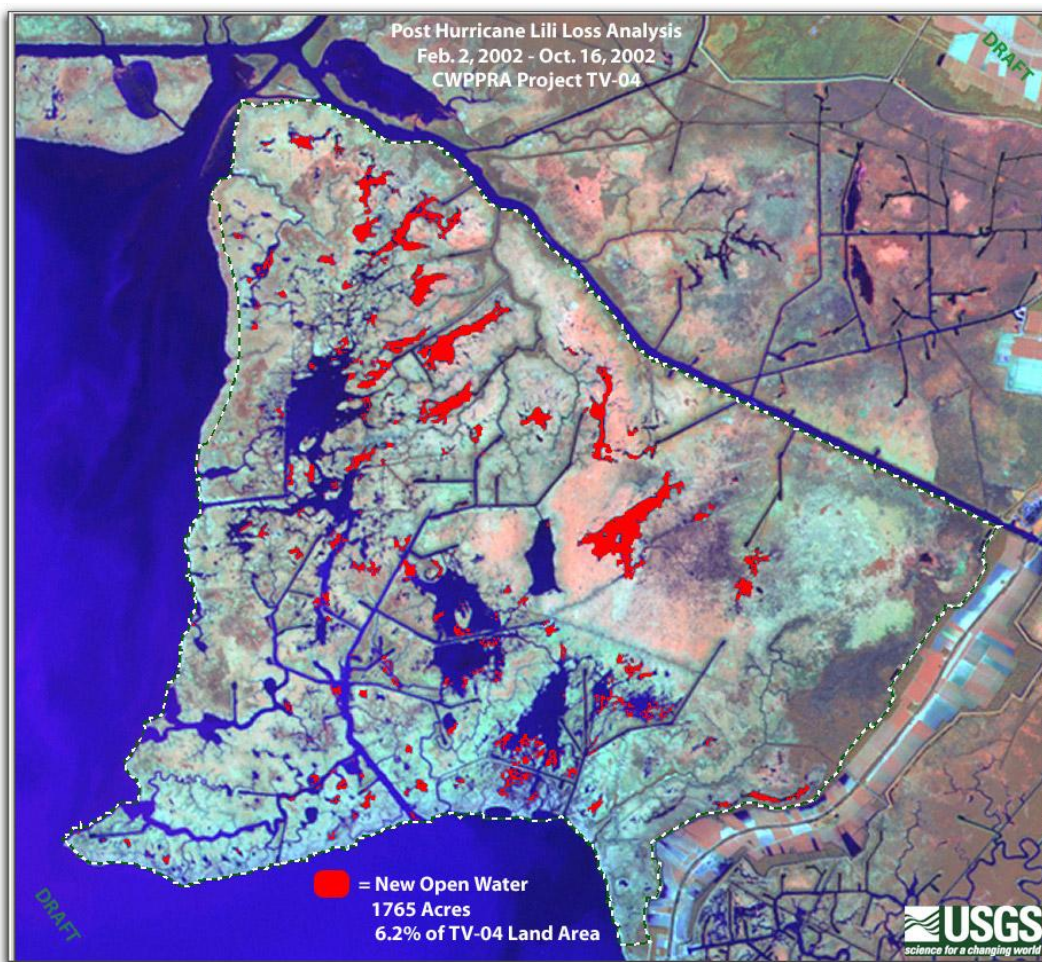 Post Hurricane Lili Loss Analysis
Feb. 2, 2002 - Oct. 16, 2002
CWPPRA Project TV-04
DRAFT
= New Open Water
1765 Acres
6.2% of TV-04 Land Area
DRAFT
USGS
science for a changing world